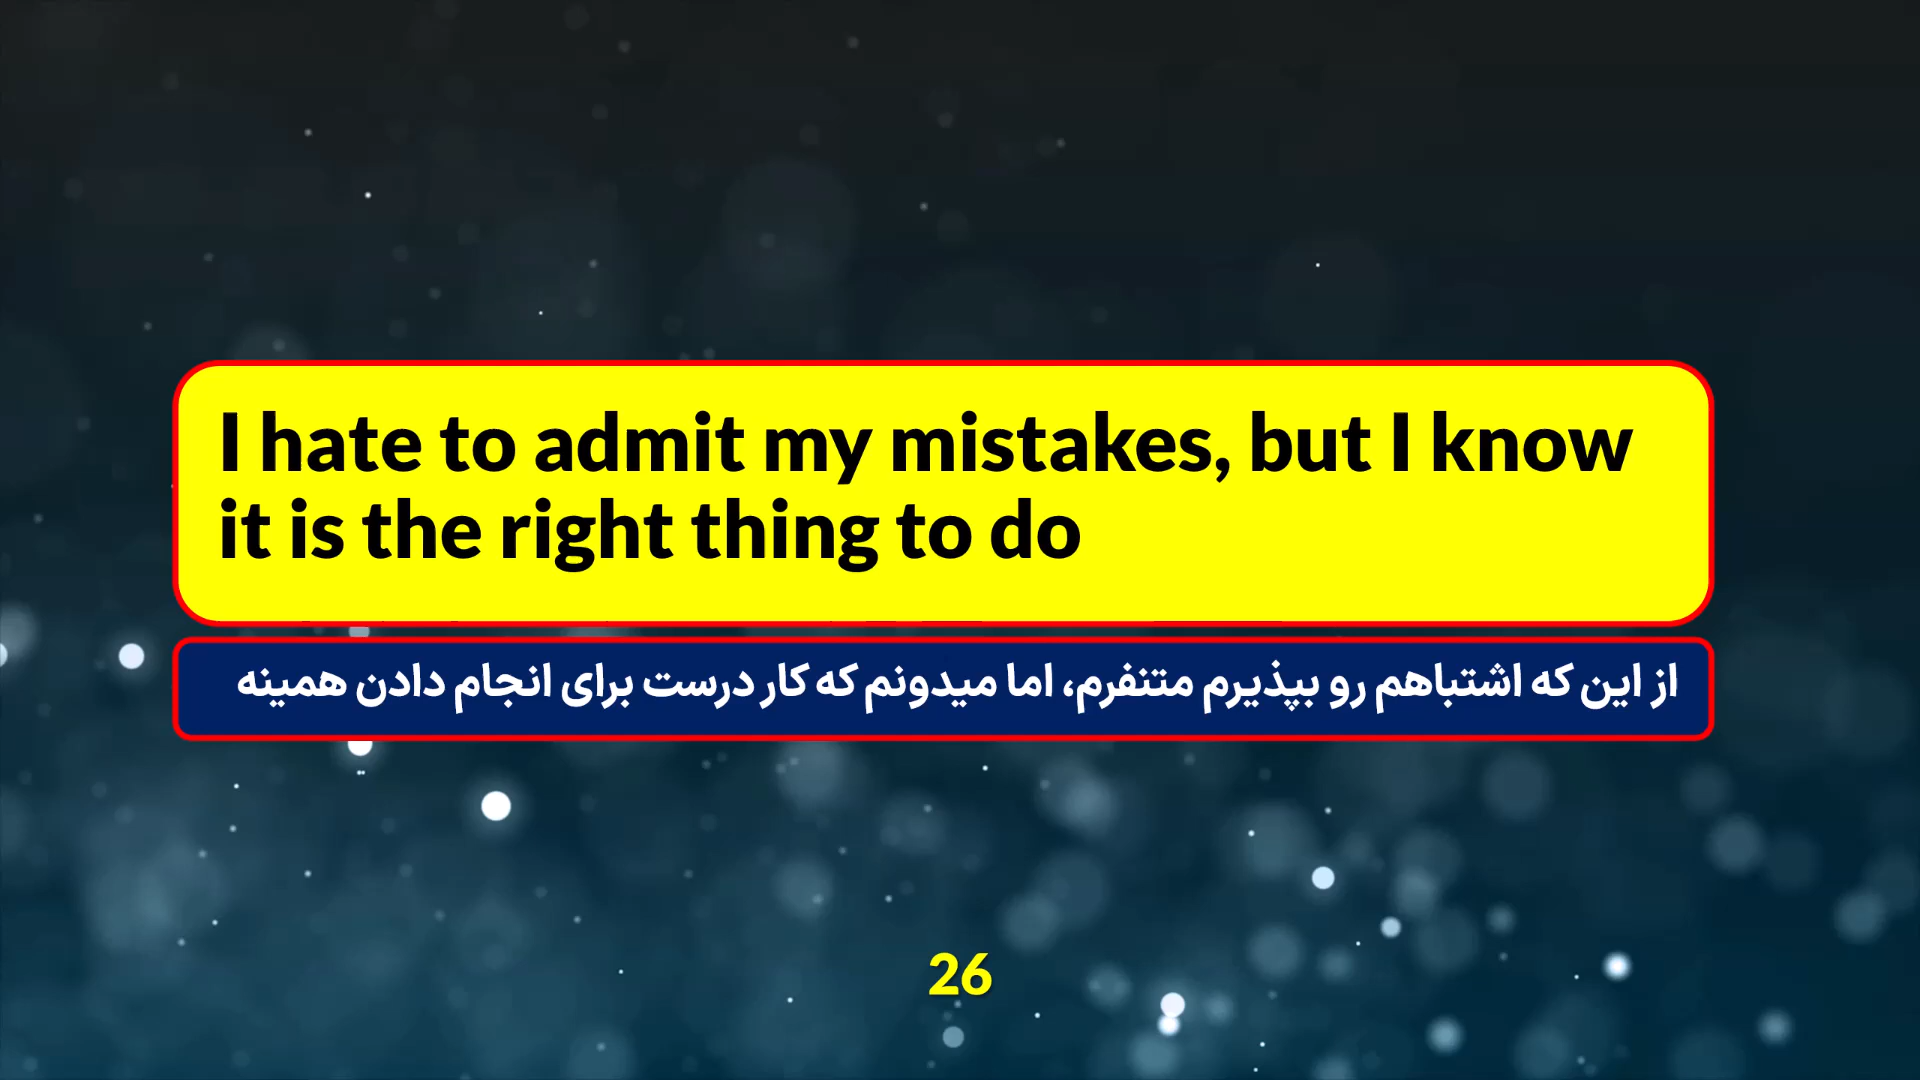 I hate to admit my mistakes, but I know
it is the right thing to do
از این که اشتباهم رو بپذیرم متنفرم، اما میدونم که کار درست برای انجام دادن همینه
26